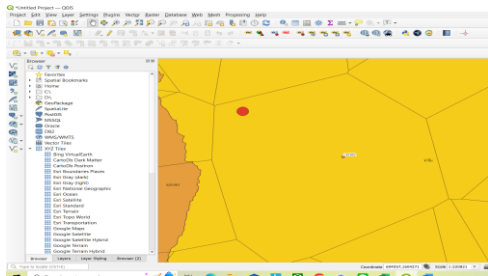 *Untitled Project — QGIS
Project Edit View Layer Settings Plugins Vector Raster Database Web Mesh Processing Help
Browser
Favorites
Spatial Bookmarks
Home
C:\
D:\
GeoPackage
SpatiaLite
PostGIS
MSSQL
Oracle
DB2
WMS/WMTS
Vector Tiles
XYZ Tiles
Bing VirtualEarth
CartoDb Dark Matter
CartoDb Positron
Esri Boundaries Places
Esri Gray (dark)
Esri Gray (light)
Esri National Geographic
Esri Ocean
Esri Satellite
Esri Standard
Esri Terrain
Esri Topo World
Esri Transportation
Google Maps
Google Satellite
Google Satellite Hybrid
Google Terrain
Google Terrain Hybrid
Browser Layers Layer Styling Browser (2)
Type to locate (Ctrl+K)
Coordinate
Scale